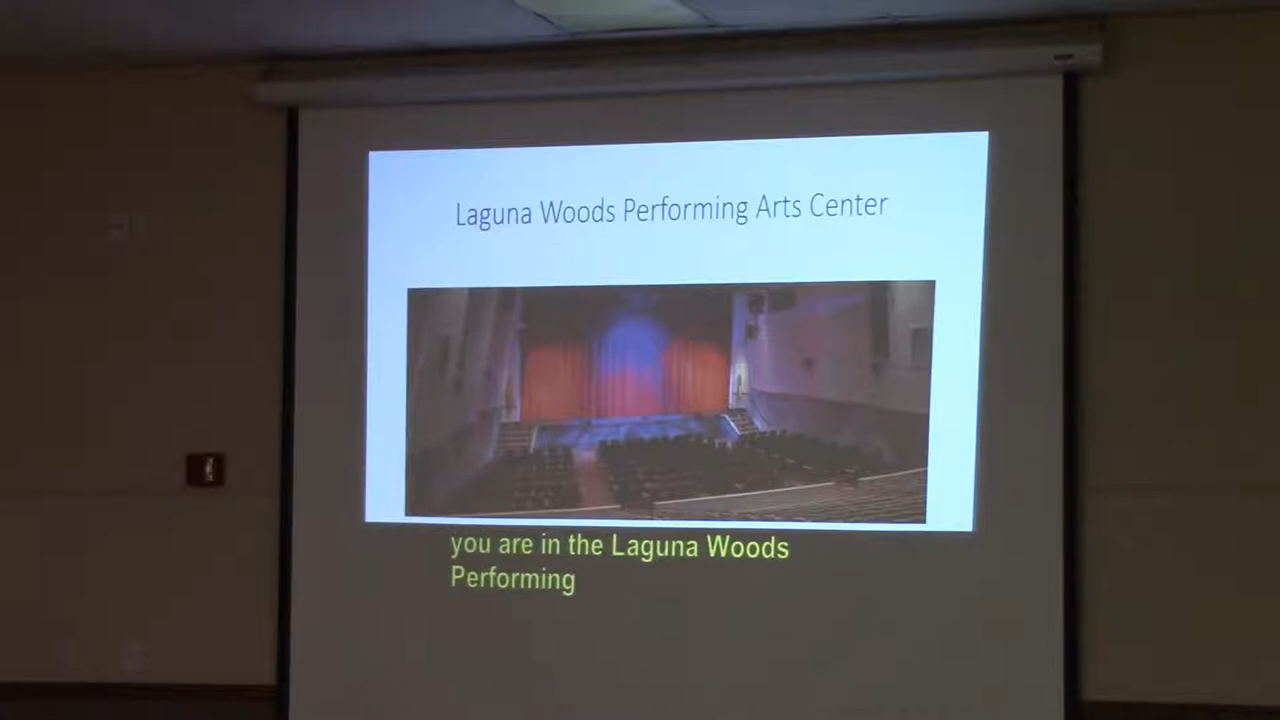 Laguna Woods Performing Arts Center
you are in the Laguna Woods
Performing